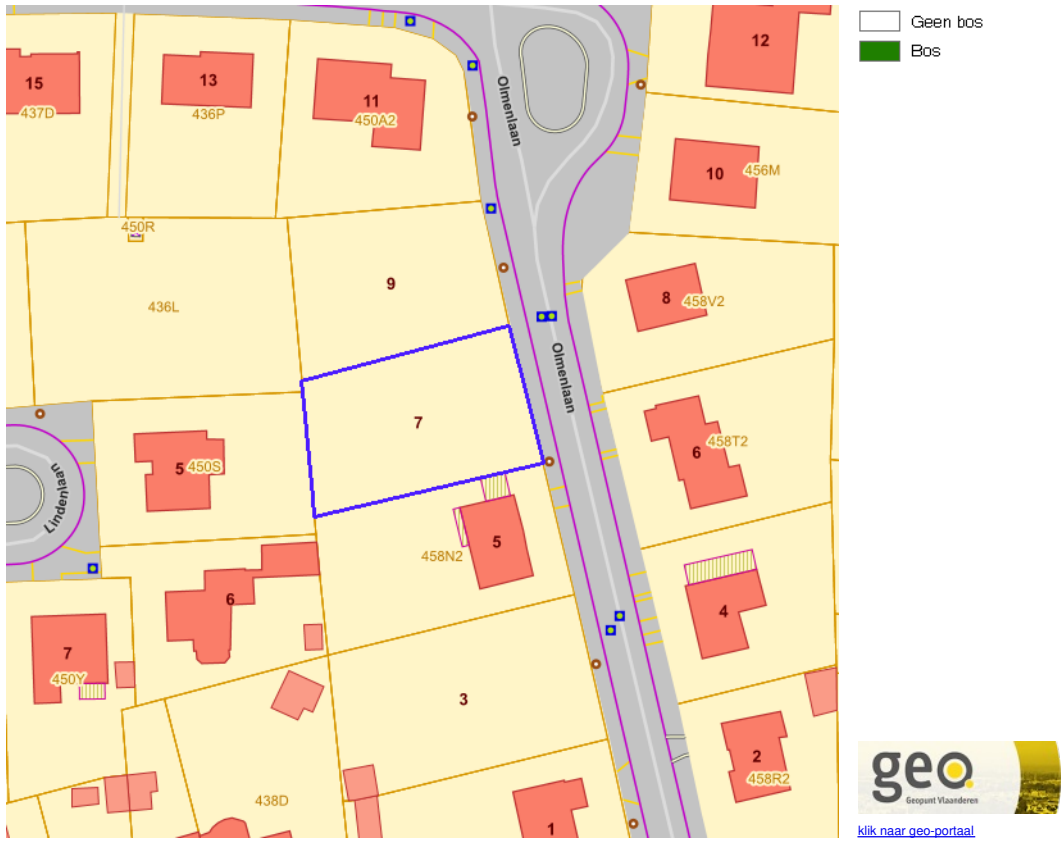 Geen bos
Bos
12
15
437D
13
436P
11
450A2
Olmenlaan
10
456M
450R
9
436L
8
458V2
Olmenlaan
7
5
450S
6
458T2
Lindenlaan
5
458N2
6
4
7
450Y
3
2
458R2
438D
1
geo
Geopunt Vlaanderen
klik naar geo-portaal